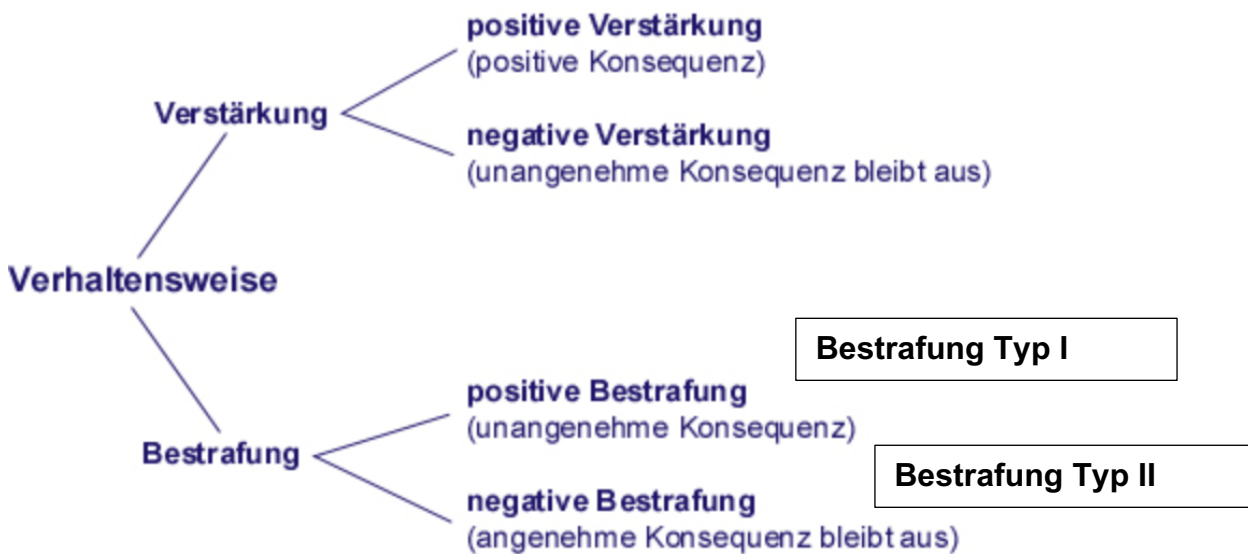 positive Verstärkung
(positive Konsequenz)
Verstärkung
negative Verstärkung
(unangenehme Konsequenz bleibt aus)
Verhaltensweise
Bestrafung Typ I
positive Bestrafung
(unangenehme Konsequenz)
Bestrafung
Bestrafung Typ II
negative Bestrafung
(angenehme Konsequenz bleibt aus)